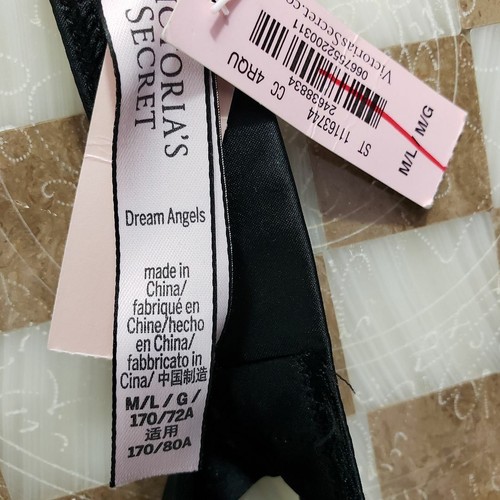 VICTORIA'S
SECRET
Dream Angels
made in
China/
fabriqué en
Chine/hecho
en China/
fabbricato in
Cina/ 中国制造
M/L / G /
170/72A
适用
170/80A
VictoriasSecret.co
0667592200311
24638834
CC 4RQU
ST 11163744
M/L / M/G